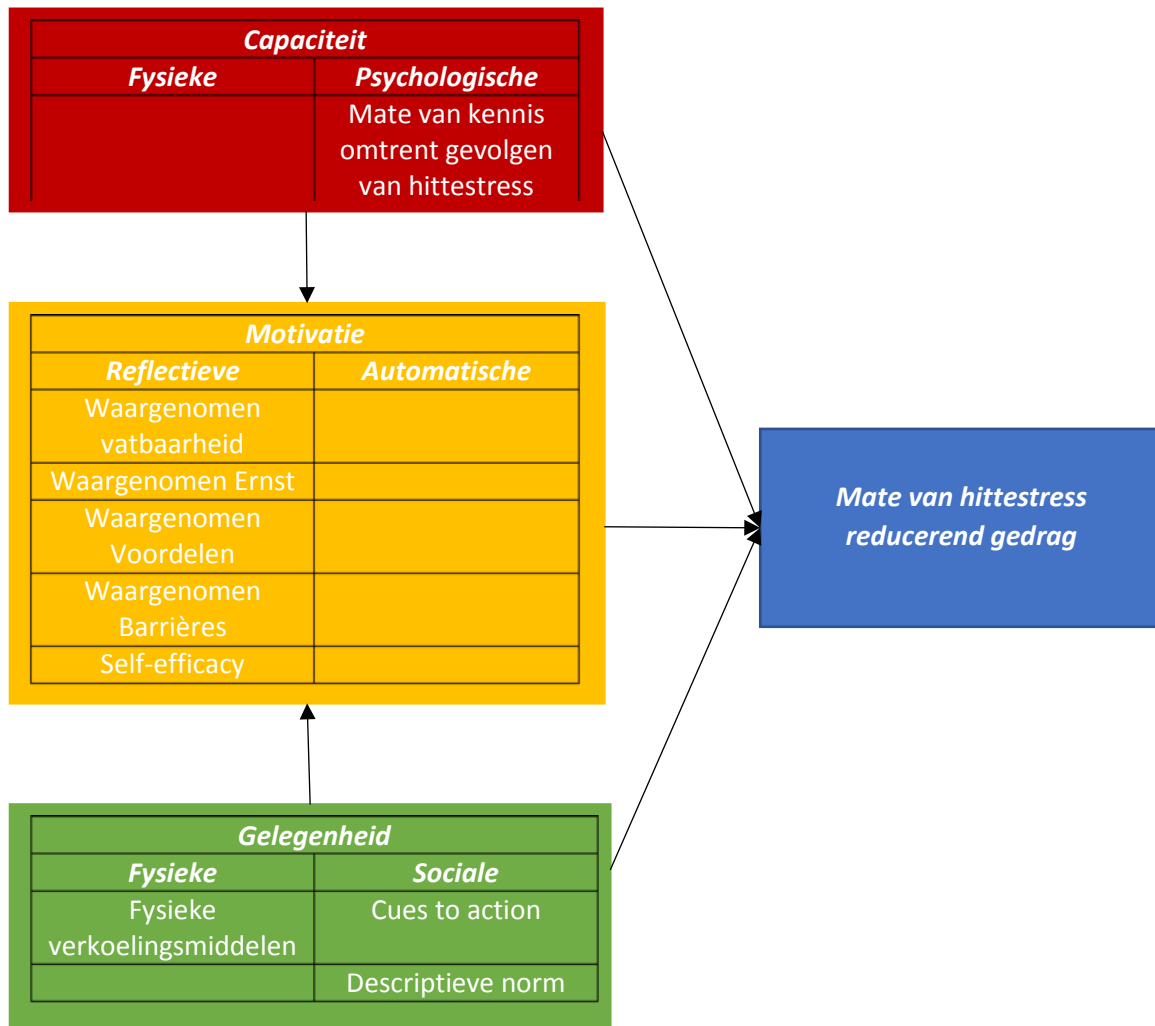 Capaciteit
Fysieke
Psychologische
Mate van kennis
omtrent gevolgen
van hittestress
Motivatie
Reflectieve
Automatische
Waargenomen
vatbaarheid
Waargenomen Ernst
Waargenomen
Voordelen
Waargenomen
Barrières
Self-efficacy
Mate van hittestress
reducerend gedrag
Gelegenheid
Fysieke
Sociale
Fysieke
verkoelingsmiddelen
Cues to action
Descriptieve norm